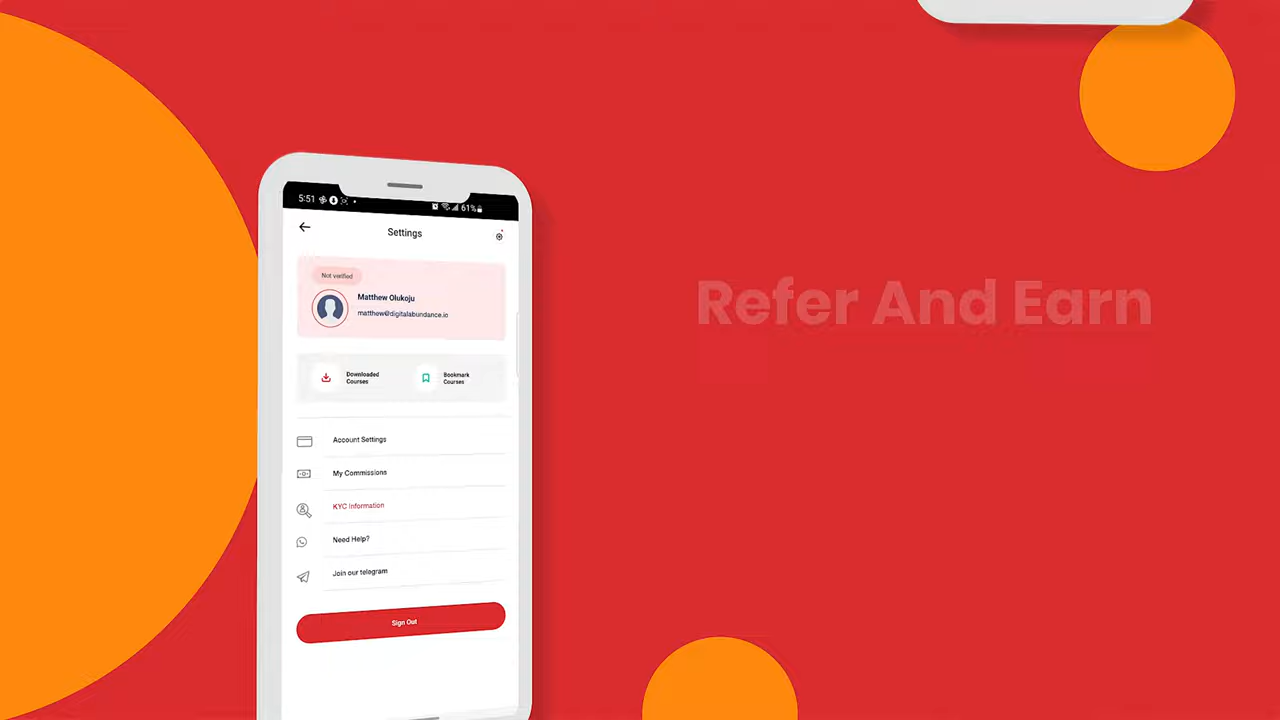 5:51
61%
Settings
Not verified
Matthew Olukoju
matthew@digitalabundance.io
Downloaded
Courses
Bookmark
Courses
Account Settings
My Commissions
KYC Information
Need Help?
Join our telegram
Sign Out
Refer And Earn